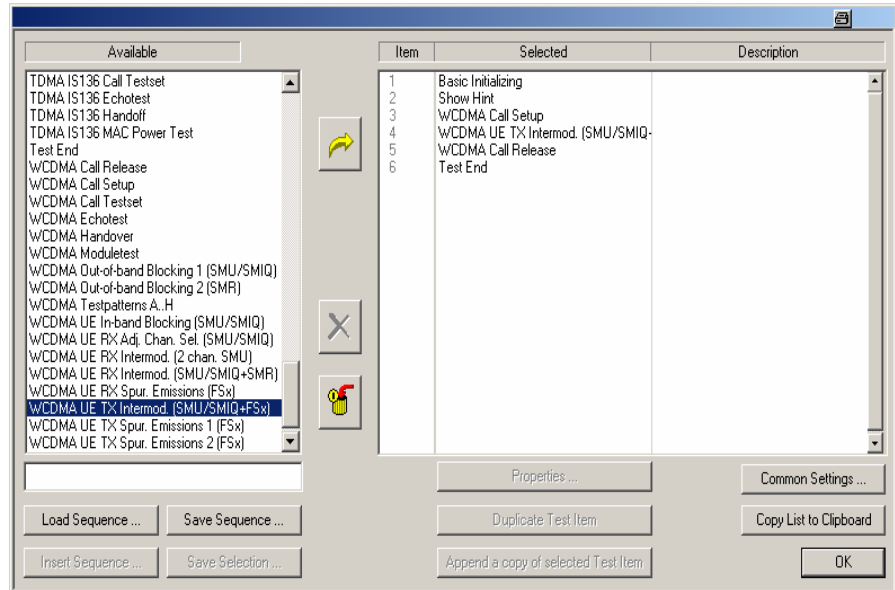 Available
TDMA IS136 Call Testset
TDMA IS136 Echotest
TDMA IS136 Handoff
TDMA IS136 MAC Power Test
Test End
WCDMA Call Release
WCDMA Call Setup
WCDMA Call Testset
WCDMA Echotest
WCDMA Handover
WCDMA Moduletest
WCDMA Out-of-band Blocking 1 (SMU/SMIQ)
WCDMA Out-of-band Blocking 2 (SMR)
WCDMA Testpatterns A..H
WCDMA UE In-band Blocking (SMU/SMIQ)
WCDMA UE RX Adj. Chan. Sel. (SMU/SMIQ)
WCDMA UE RX Intermod. (2 chan. SMU)
WCDMA UE RX Intermod. (SMU/SMIQ+SMR)
WCDMA UE RX Spur. Emissions (FSx)
WCDMA UE TX Intermod. (SMU/SMIQ+FSx)
WCDMA UE TX Spur. Emissions 1 (FSx)
WCDMA UE TX Spur. Emissions 2 (FSx)
Load Sequence ... Save Sequence ...
Insert Sequence ... Save Selection ...
Item Selected Description
1 Basic Initializing
2 Show Hint
3 WCDMA Call Setup
4 WCDMA UE TX Intermod. (SMU/SMIQ-
5 WCDMA Call Release
6 Test End
Properties ... Common Settings ...
Duplicate Test Item Copy List to Clipboard
Append a copy of selected Test Item OK